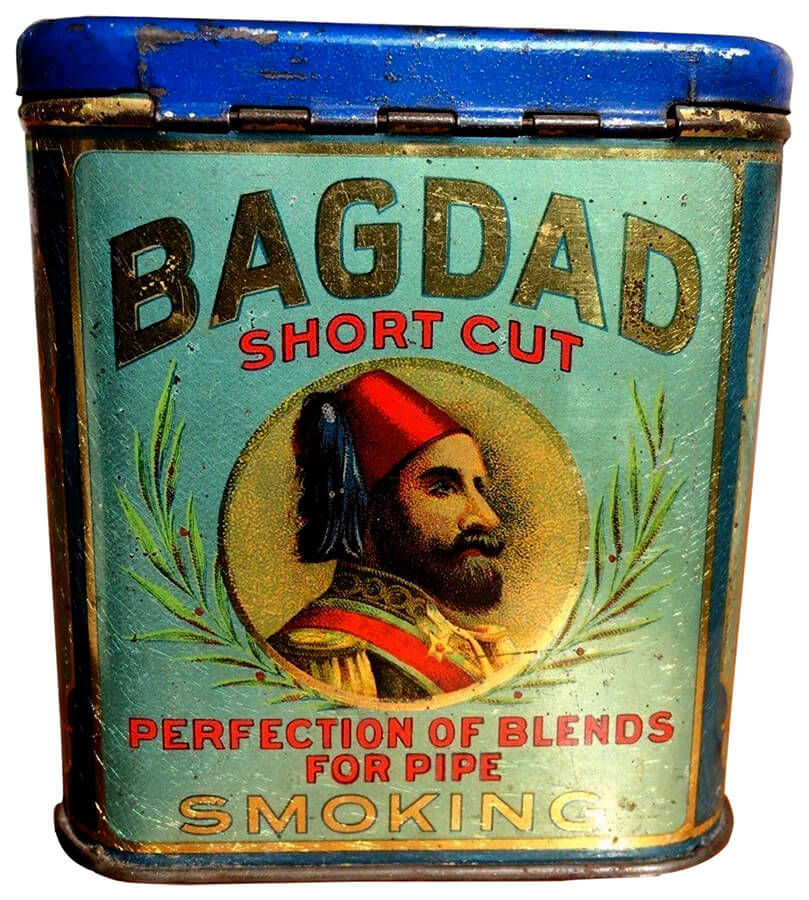 BAGDAD
SHORT CUT
PERFECTION OF BLENDS
FOR PIPE
SMOKING